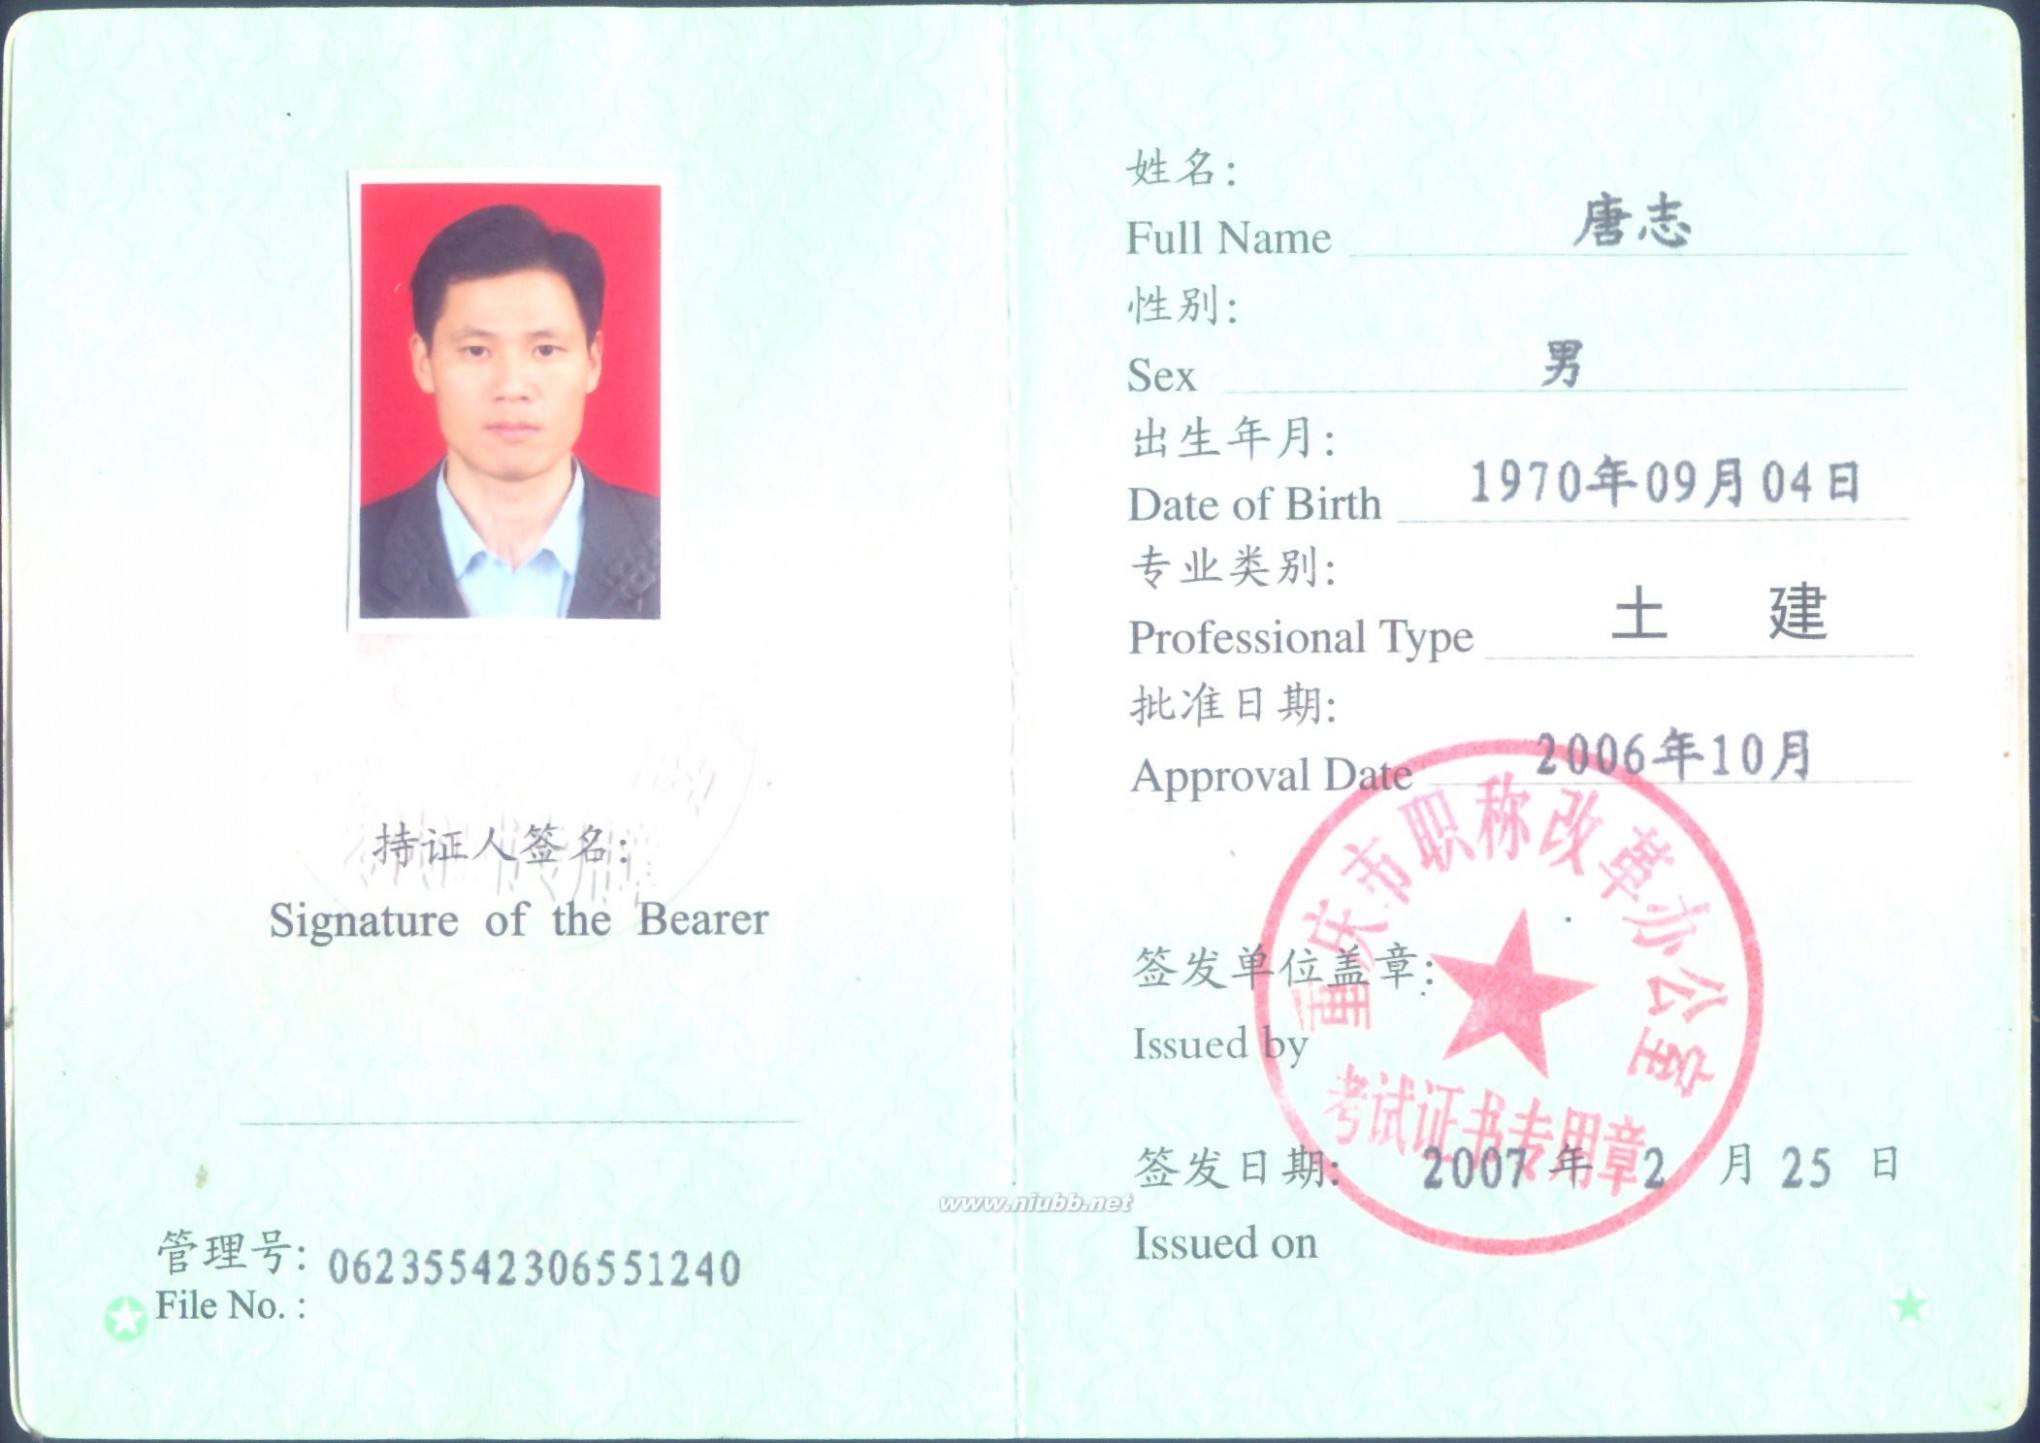 持证人签名:
Signature of the Bearer
管理号: 06235542306551240
File No. :
姓名:
Full Name 唐志
性别:
Sex 男
出生年月:
Date of Birth 1970年09月04日
专业类别:
Professional Type 土 建
批准日期:
Approval Date 2006年10月
重庆市职称改革办公室
考试证书专用章
签发单位盖章:
Issued by
签发日期: 2007 年 2 月 25 日
Issued on
www.niubb.net